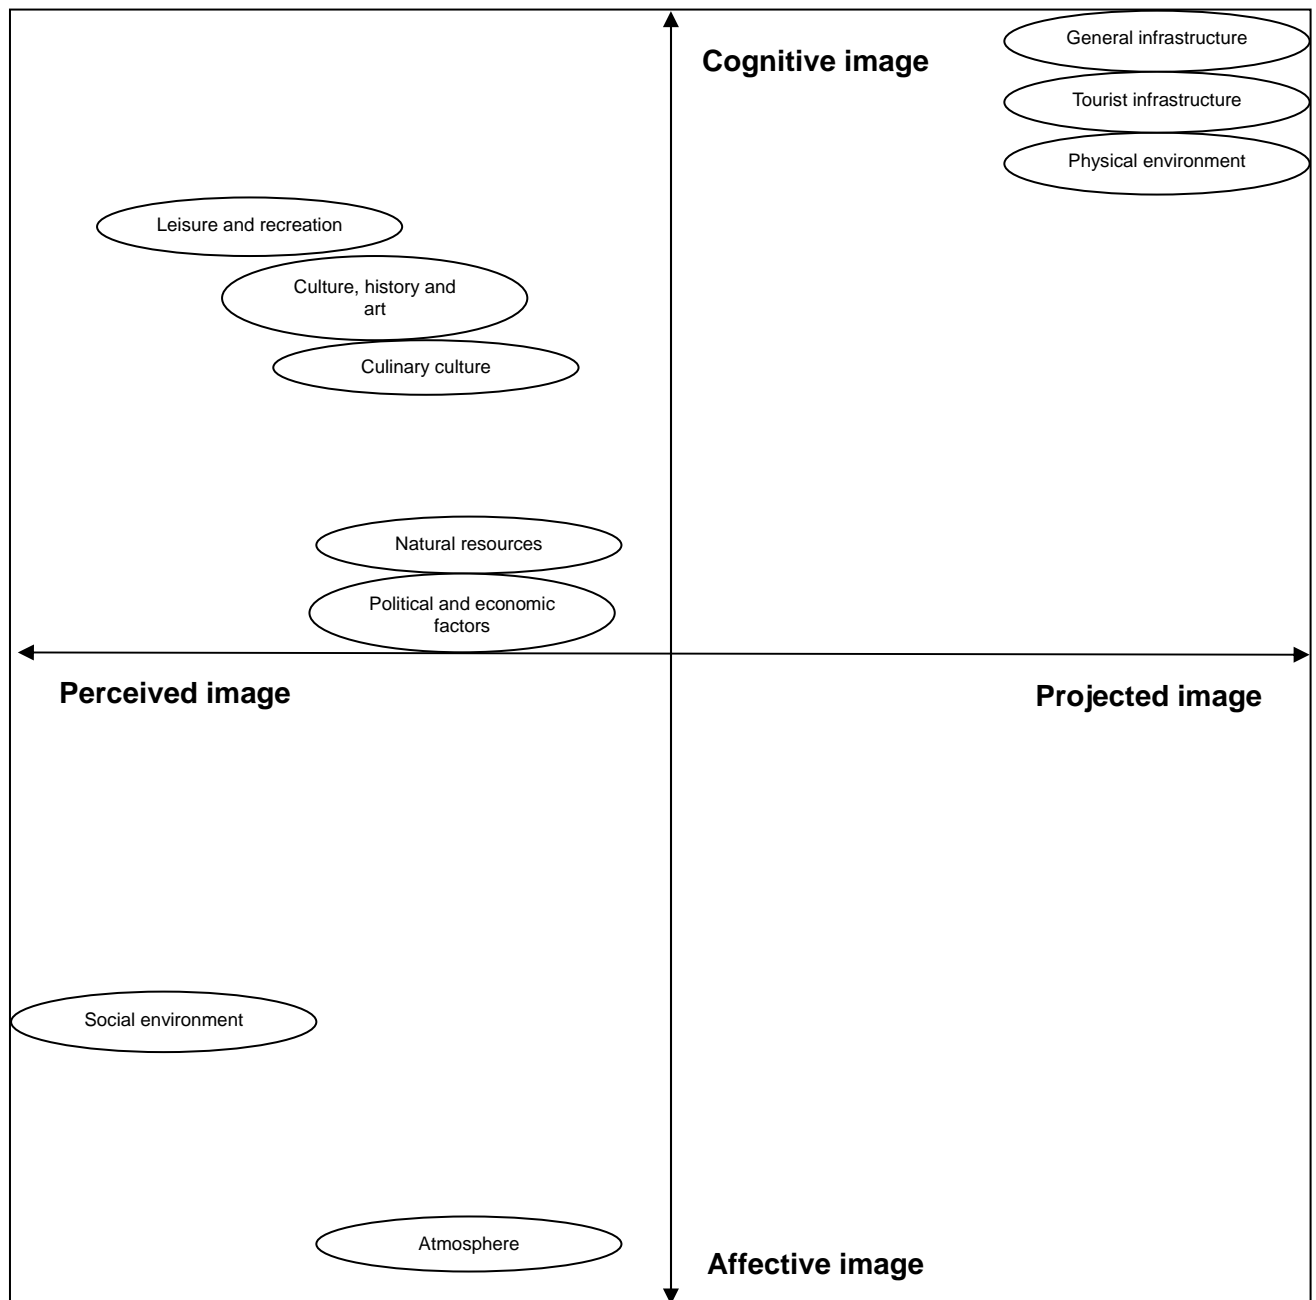 General infrastructure
Cognitive image
Tourist infrastructure
Physical environment
Leisure and recreation
Culture, history and
art
Culinary culture
Natural resources
Political and economic
factors
Perceived image
Projected image
Social environment
Atmosphere
Affective image